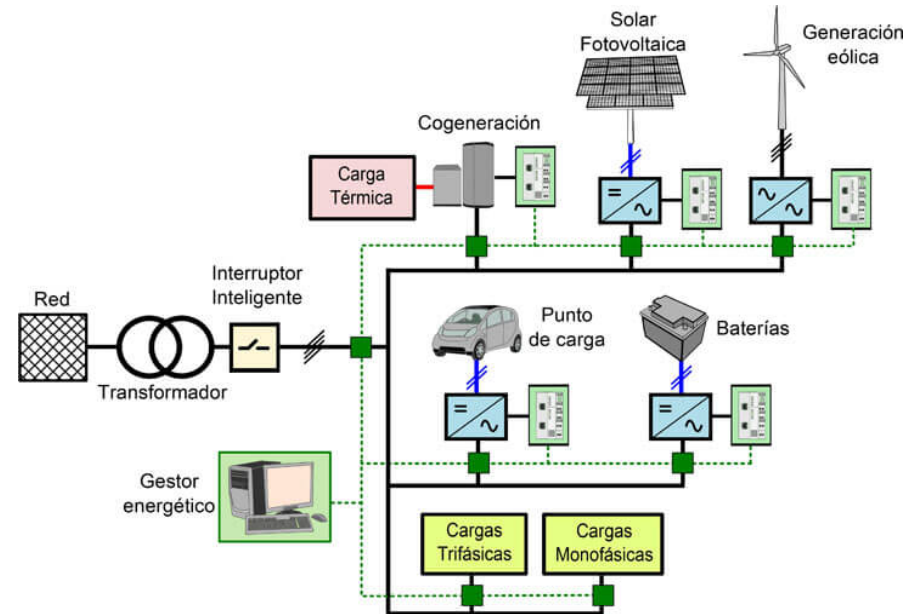 Solar
Fotovoltaica
Generación
eólica
Cogeneración
Carga
Térmica
Interruptor
Inteligente
Red
Transformador
Punto
de carga
Baterías
Gestor
energético
Cargas
Trifásicas
Cargas
Monofásicas